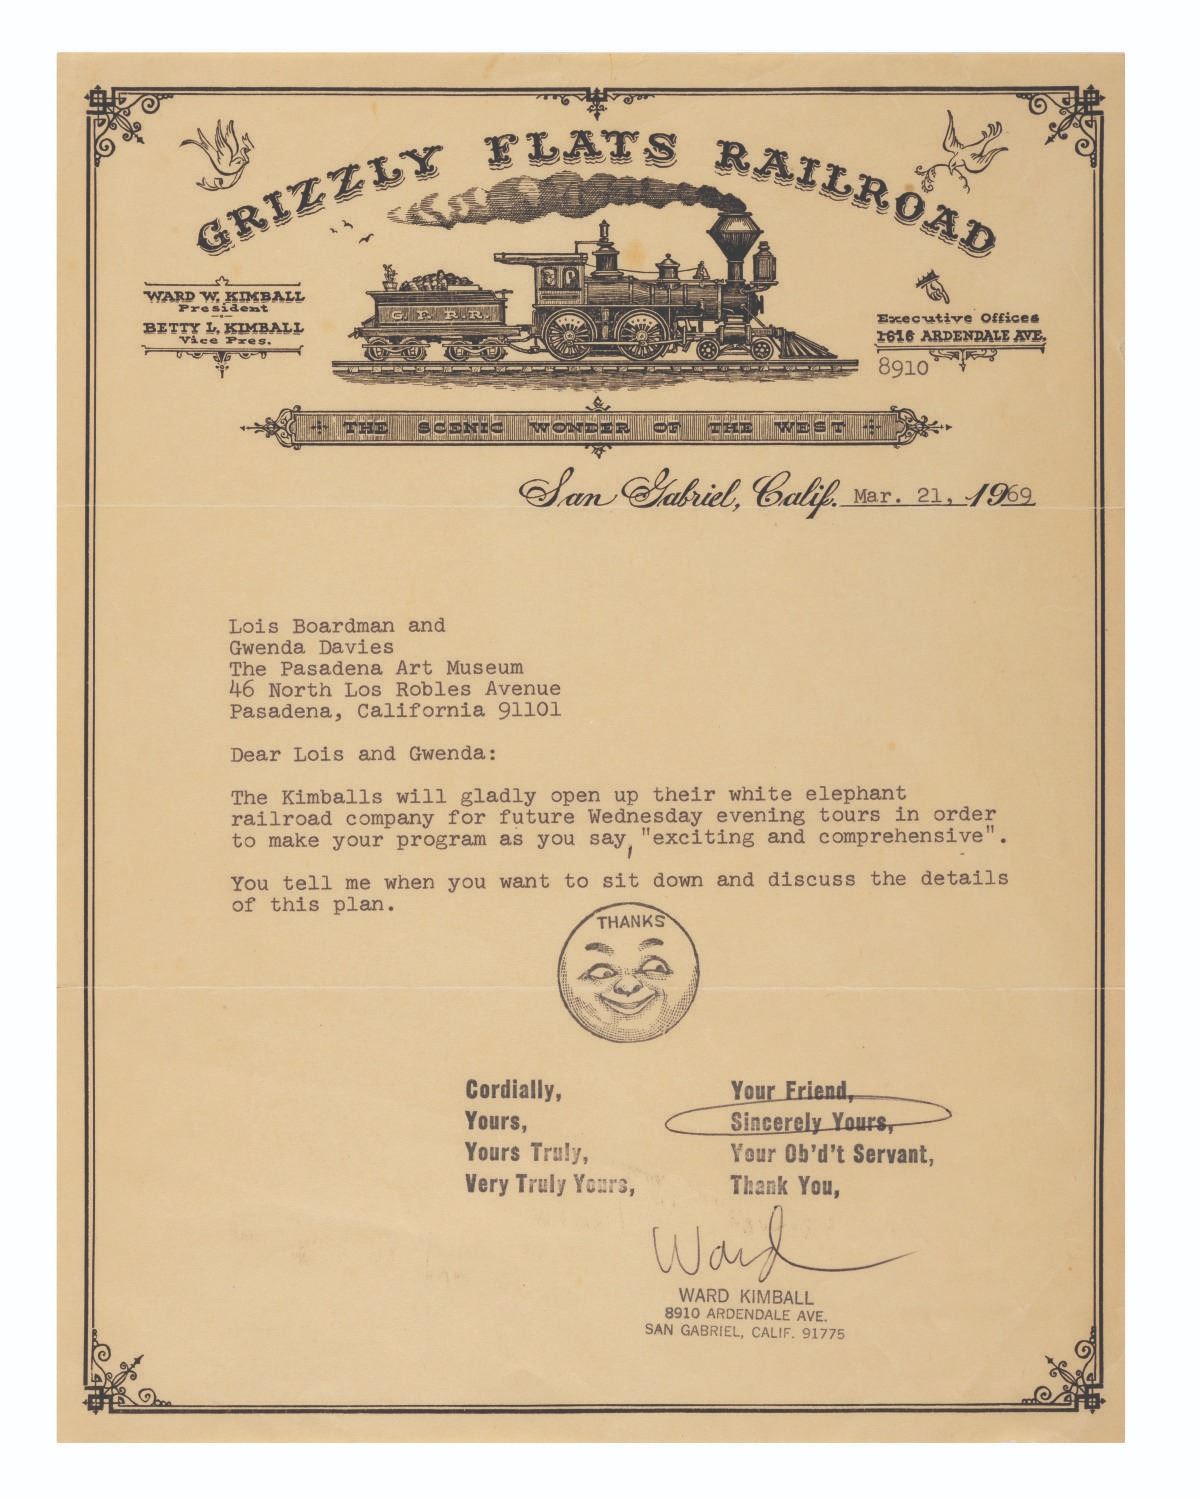 GRIZZLY FLATS RAILROAD
WARD W. KIMBALL
President
BETTY L. KIMBALL
Vice Pres.
G. F. R. R.
Executive Offices
1616 ARDENDALE AVE.
8910
THE SCENIC WONDER OF THE WEST
San Gabriel, Calif. Mar. 21, 1969
Lois Boardman and
Gwenda Davies
The Pasadena Art Museum
46 North Los Robles Avenue
Pasadena, California 91101
Dear Lois and Gwenda:
The Kimballs will gladly open up their white elephant
railroad company for future Wednesday evening tours in order
to make your program as you say, "exciting and comprehensive".
You tell me when you want to sit down and discuss the details
of this plan.
THANKS
Cordially,
Yours,
Yours Truly,
Very Truly Yours,
Your Friend,
Sincerely Yours,
Your Ob'd't Servant,
Thank You,
Ward
WARD KIMBALL
8910 ARDENDALE AVE.
SAN GABRIEL, CALIF. 91775